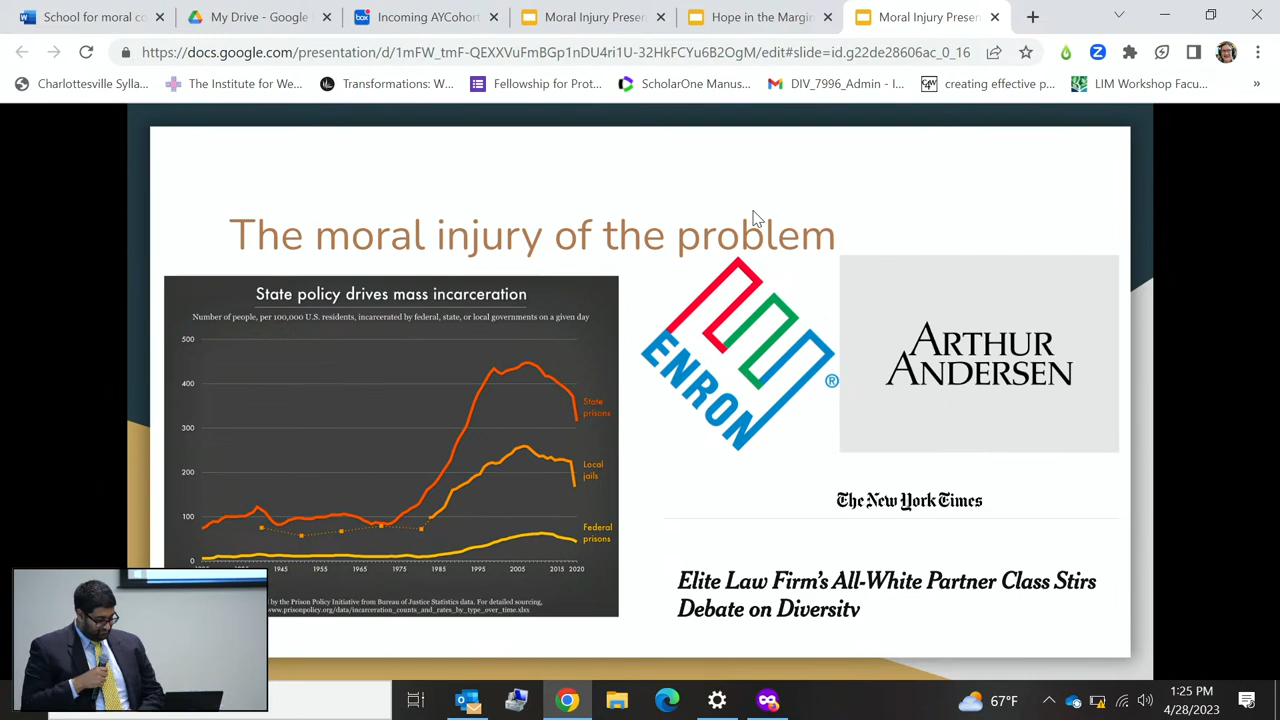 School of moral co
My Drive - Google
Incoming AYCohort
Moral Injury Presen
Hope in the Margin
Moral Injury Presen
https://docs.google.com/presentation/d/1mFW_tmF-QEXXVuFmBGp1nDU4ri1U-32HkFCYu6B2OgM/edit#slide=id.g22de28606ac_0_16
Charlottesville Sylla...
The Institute for We...
Transformations: W...
Fellowship for Prot...
ScholarOne Manus...
DIV_7996_Admin - I...
creating effective p...
LIM Workshop Facu...
»
The moral injury of the problem
State policy drives mass incarceration
Number of people, per 100,000 U.S. residents, incarcerated by federal, state, or local governments on a given day
500
400
300
200
100
0
State
prisons
Local
jails
Federal
prisons
1945 1955 1965 1975 1985 1995 2005 2015 2020
by the Prison Policy Initiative from Bureau of Justice Statistics data. For detailed sourcing,
www.prisonpolicy.org/data/incarceration_counts_and_rates_by_type_over_time.xlxs
ENRON
®
ARTHUR
ANDERSEN
The New York Times
Elite Law Firm's All-White Partner Class Stirs
Debate on Diversity
67°F
1:25 PM
4/28/2023